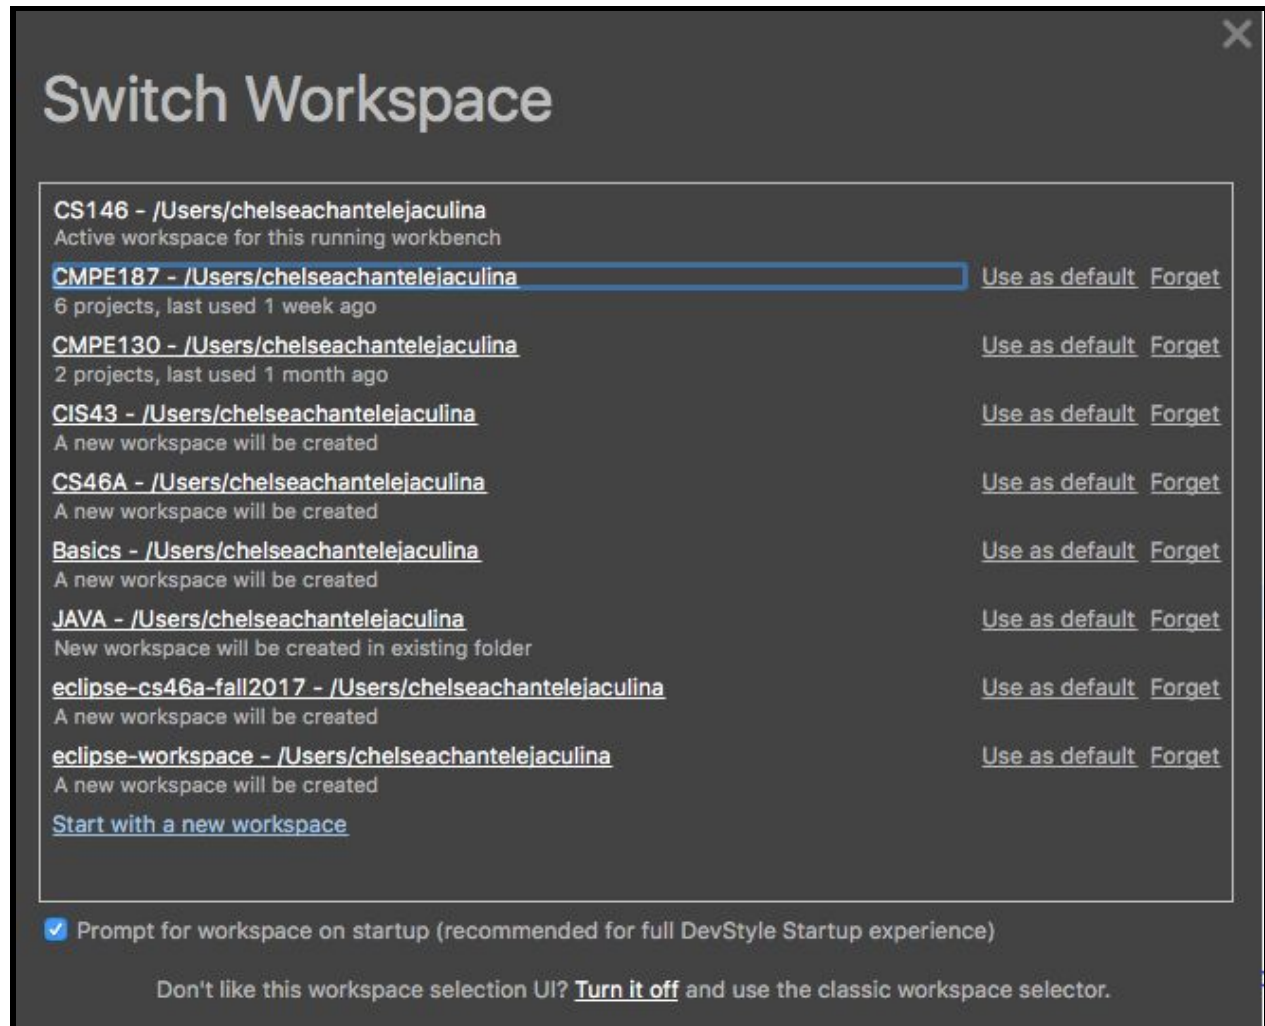 Switch Workspace
CS146 - /Users/chelseachantelejaculina
Active workspace for this running workbench
CMPE187 - /Users/chelseachantelejaculina Use as default Forget
6 projects, last used 1 week ago
CMPE130 - /Users/chelseachantelejaculina Use as default Forget
2 projects, last used 1 month ago
CIS43 - /Users/chelseachantelejaculina Use as default Forget
A new workspace will be created
CS46A - /Users/chelseachantelejaculina Use as default Forget
A new workspace will be created
Basics - /Users/chelseachantelejaculina Use as default Forget
A new workspace will be created
JAVA - /Users/chelseachantelejaculina Use as default Forget
New workspace will be created in existing folder
eclipse-cs46a-fall2017 - /Users/chelseachantelejaculina Use as default Forget
A new workspace will be created
eclipse-workspace - /Users/chelseachantelejaculina Use as default Forget
A new workspace will be created
Start with a new workspace
Prompt for workspace on startup (recommended for full DevStyle Startup experience)
Don't like this workspace selection UI? Turn it off and use the classic workspace selector.